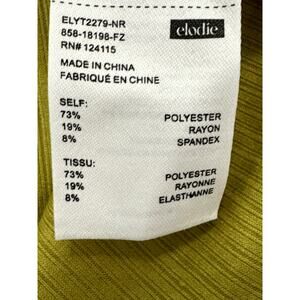 ELYT2279-NR
858-18198-FZ
RN# 124115
elodie
MADE IN CHINA
FABRIQUÉ EN CHINE
SELF:
73% POLYESTER
19% RAYON
8% SPANDEX
TISSU:
73% POLYESTER
19% RAYONNE
8% ELASTHANNE